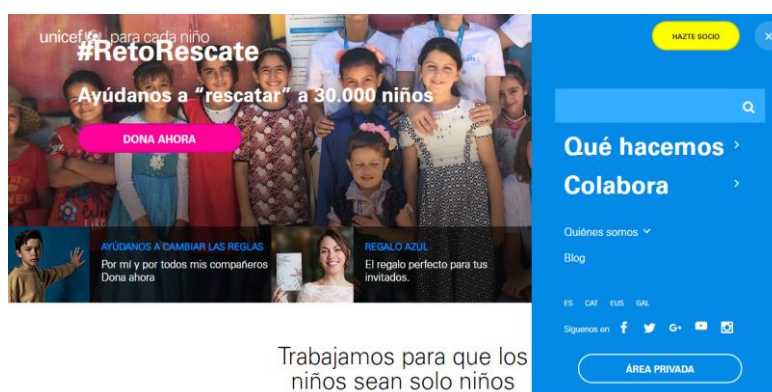 unicef para cada niño
#RetoRescate
Ayúdanos a “rescatar” a 30.000 niños
DONA AHORA
AYÚDANOS A CAMBIAR LAS REGLAS
Por mí y por todos mis compañeros
Dona ahora
REGALO AZUL
El regalo perfecto para tus
invitados.
Trabajamos para que los
niños sean solo niños
HAZTE SOCIO
Qué hacemos
Colabora
Quiénes somos
Blog
ES CAT EUS GAL
Síguenos en
ÁREA PRIVADA